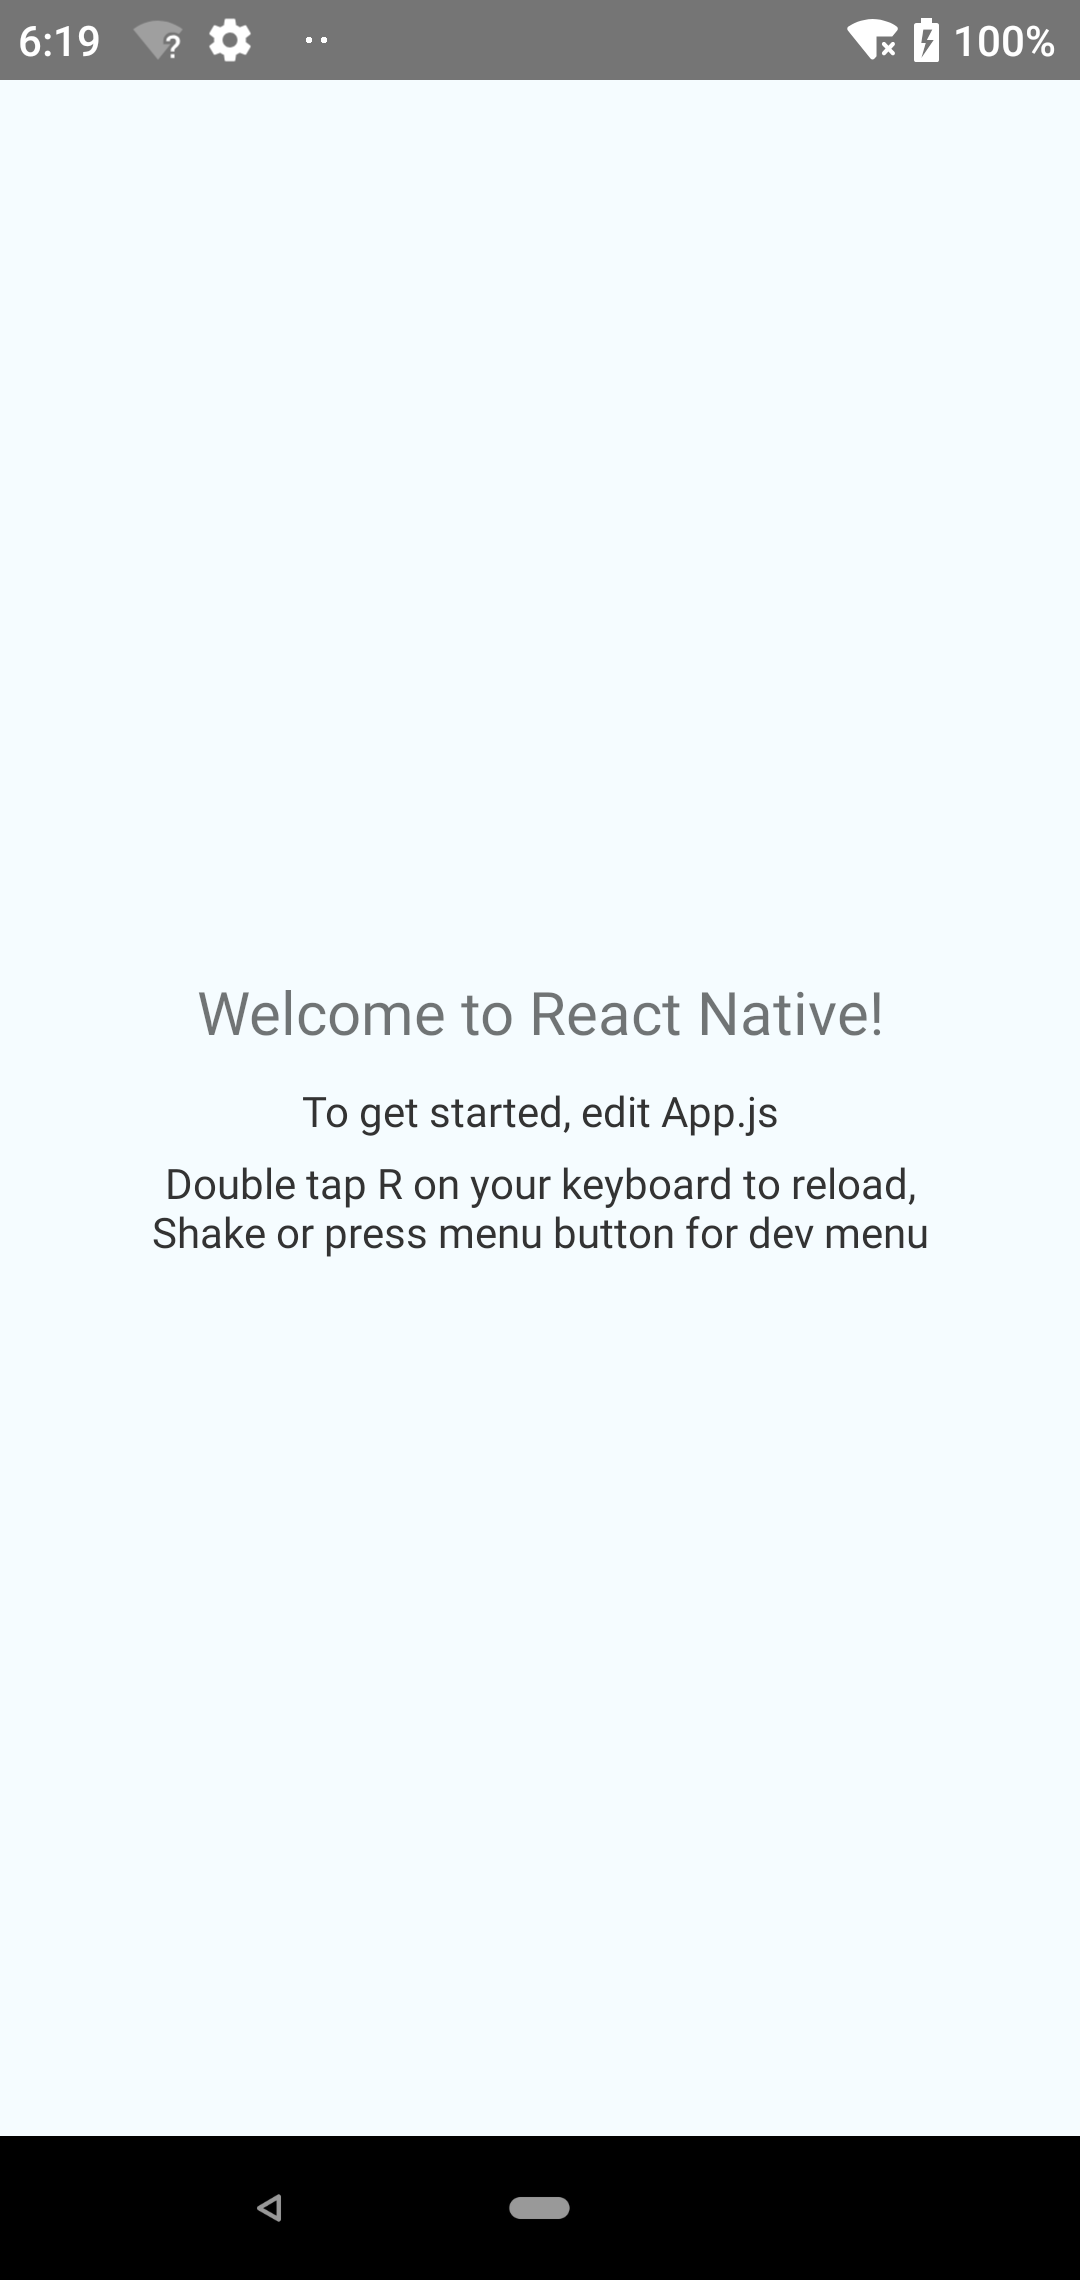 6:19
100%
Welcome to React Native!
To get started, edit App.js
Double tap R on your keyboard to reload,
Shake or press menu button for dev menu